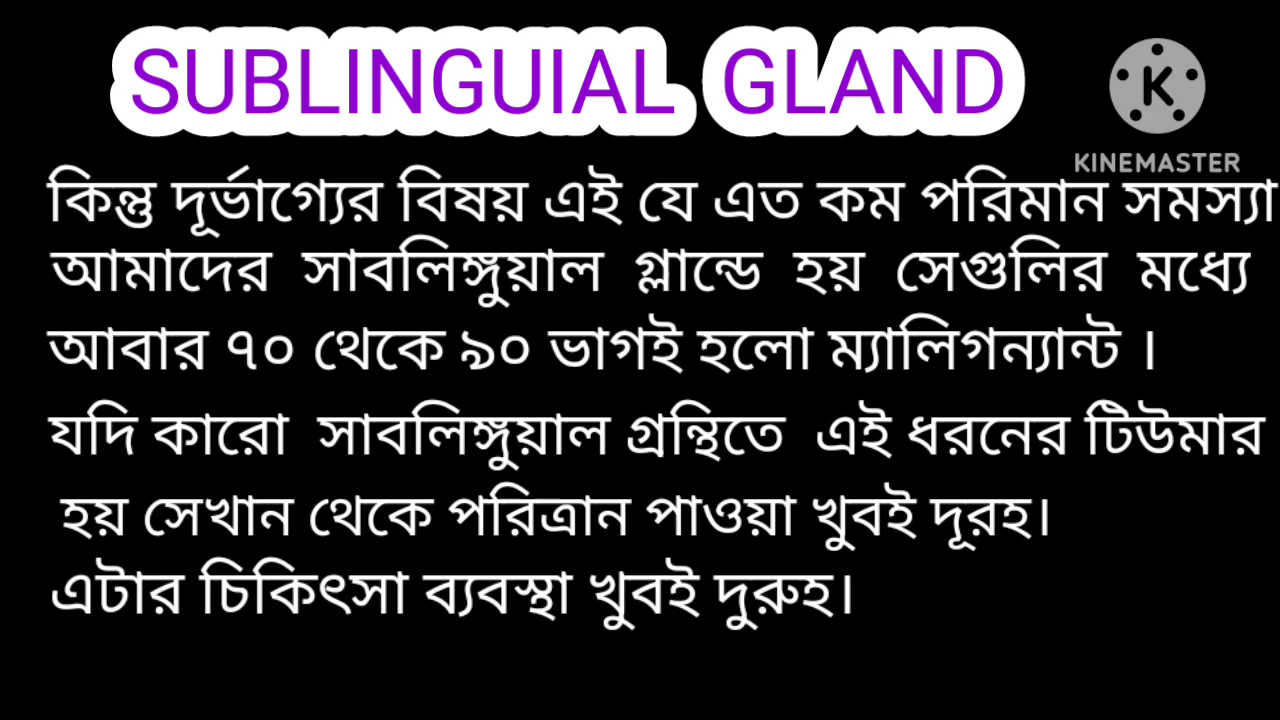 SUBLINGUIAL GLAND
KINEMASTER
কিন্তু দূর্ভাগ্যের বিষয় এই যে এত কম পরিমান সমস্যা
আমাদের সাবলিঙ্গুয়াল গ্লান্ডে হয় সেগুলির মধ্যে
আবার ৭০ থেকে ৯০ ভাগই হলো ম্যালিগন্যান্ট ।
যদি কারো সাবলিঙ্গুয়াল গ্রন্থিতে এই ধরনের টিউমার
হয় সেখান থেকে পরিত্রান পাওয়া খুবই দূরহ।
এটার চিকিৎসা ব্যবস্থা খুবই দুরুহ।